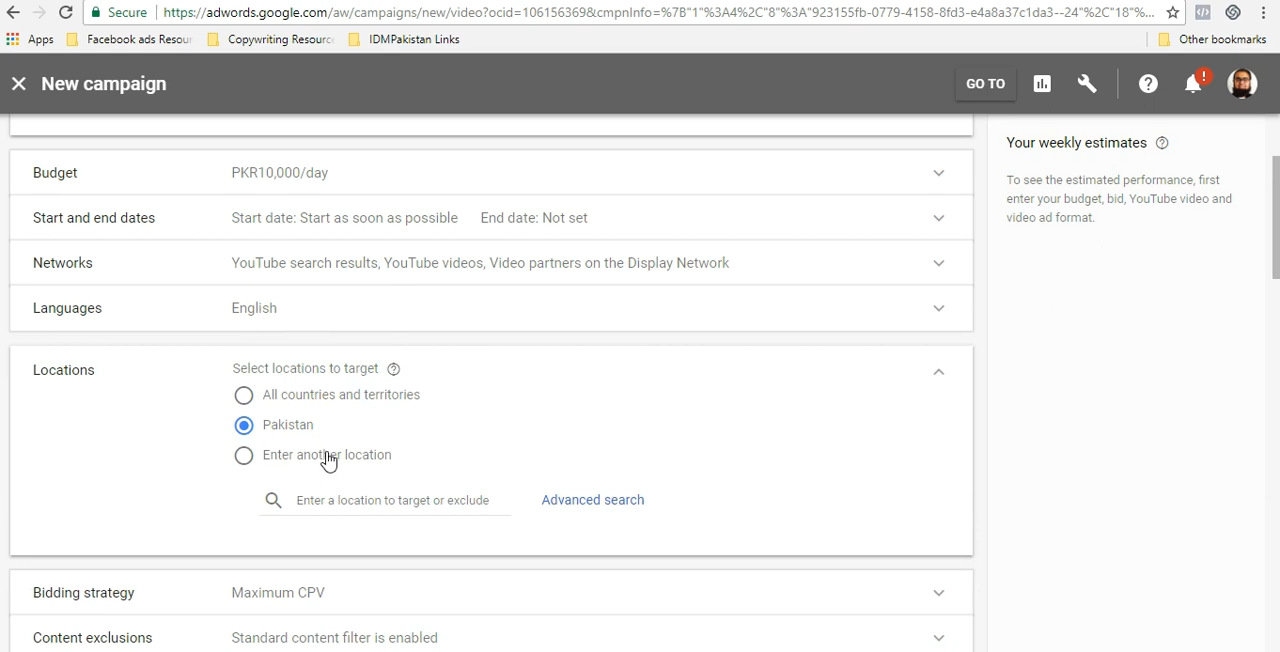 Secure
https://adwords.google.com/aw/campaigns/new/video?ocid=106156369&cmpnInfo=%7B"1"%3A4%2C"8"%3A"923155fb-0779-4158-8fd3-e4a8a37c1da3--24"%2C"18"%...
Apps
Facebook ads Resour
Copywriting Resourc
IDMPakistan Links
Other bookmarks
New campaign
GO TO
!
Budget PKR10,000/day
Your weekly estimates
To see the estimated performance, first
enter your budget, bid, YouTube video and
video ad format.
Start and end dates Start date: Start as soon as possible End date: Not set
Networks YouTube search results, YouTube videos, Video partners on the Display Network
Languages English
Locations Select locations to target
All countries and territories
Pakistan
Enter another location
Enter a location to target or exclude Advanced search
Bidding strategy Maximum CPV
Content exclusions Standard content filter is enabled